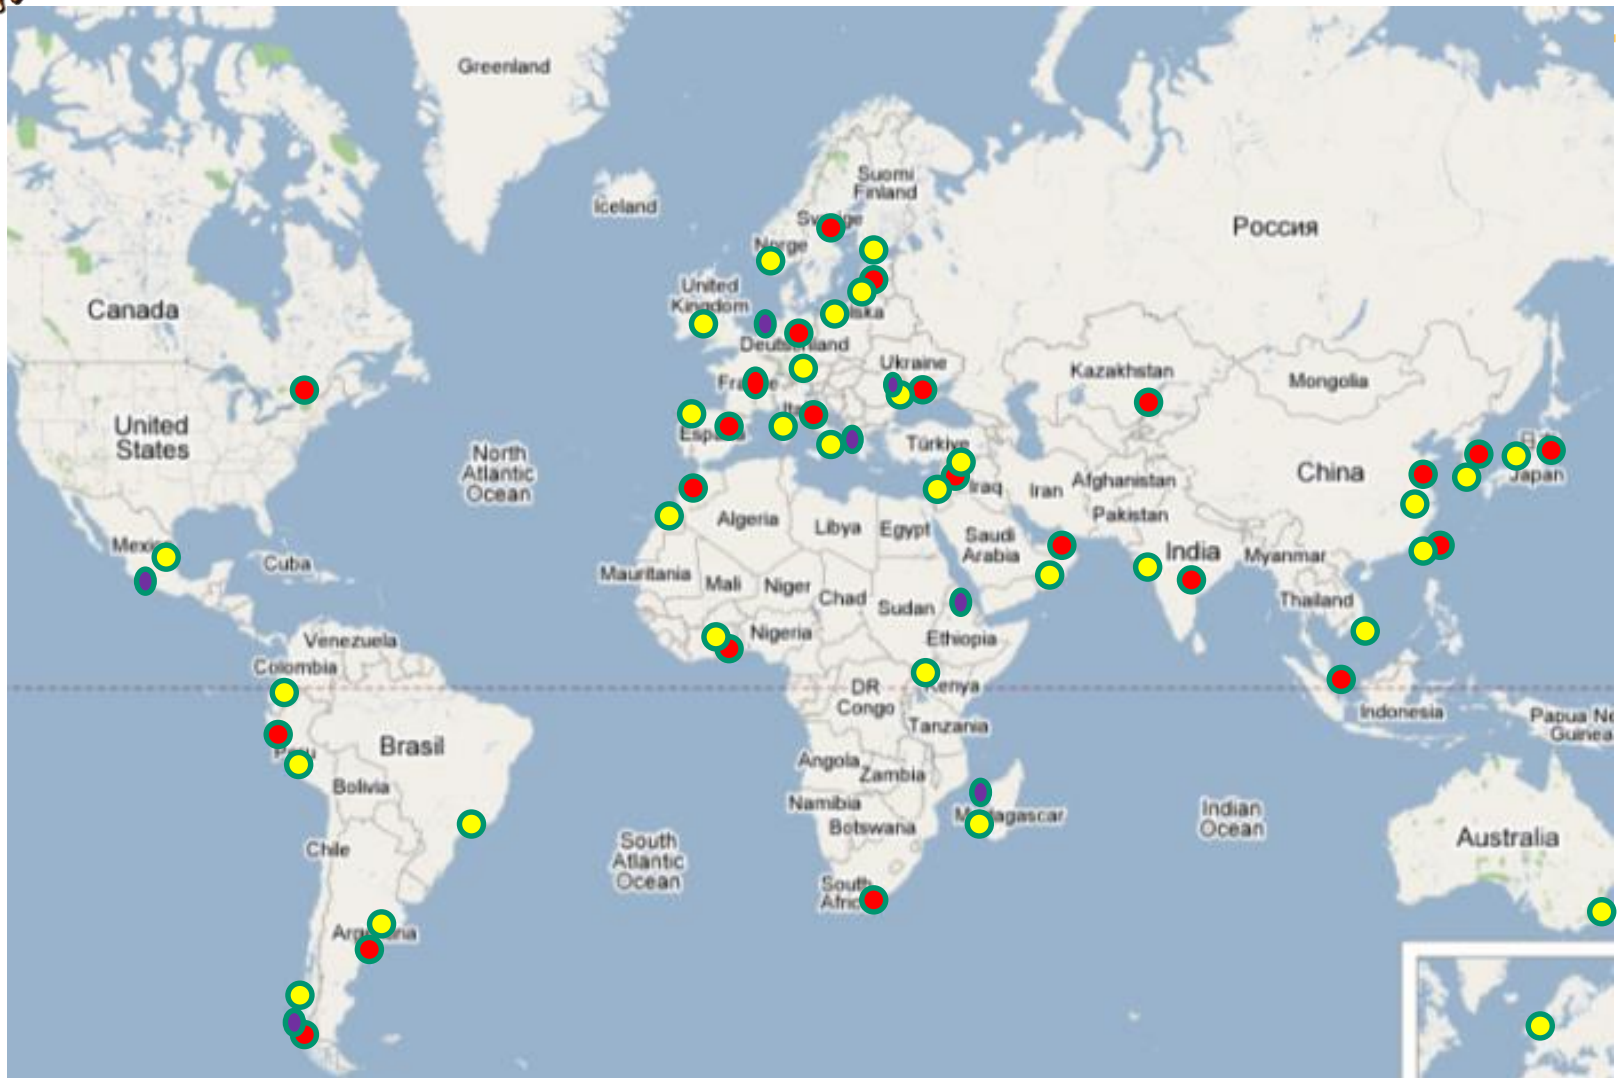 Greenland
Suomi
Finland
Iceland
Россия
Norge
United
Kingdom
Canada
Deutschland
Ukraine
Kazakhstan
Mongolia
United
States
North
Atlantic
Ocean
Türkiye
China
Japan
Iraq
Iran
Afghanistan
Pakistan
Algeria
Libya
Egypt
Saudi
Arabia
India
Myanmar
Cuba
Mauritania
Mali
Niger
Chad
Sudan
Thailand
Nigeria
Ethiopia
Venezuela
Colombia
DR
Congo
Kenya
Tanzania
Indonesia
Papua Ne
Guinea
Brasil
Bolivia
Angola
Zambia
Namibia
Botswana
Indian
Ocean
Australia
Chile
South
Atlantic
Ocean
South